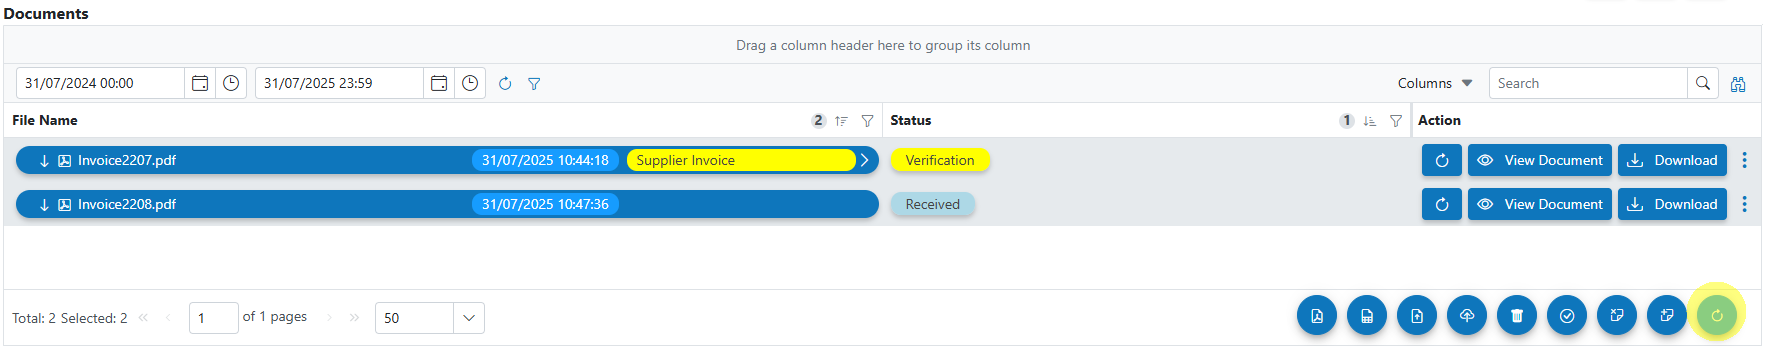 Documents
Drag a column header here to group its column
31/07/2024 00:00 31/07/2025 23:59 Columns Search
File Name 2 Status 1 Action
Invoice2207.pdf 31/07/2025 10:44:18 Supplier Invoice Verification View Document Download
Invoice2208.pdf 31/07/2025 10:47:36 Received View Document Download
Total: 2 Selected: 2 1 of 1 pages 50